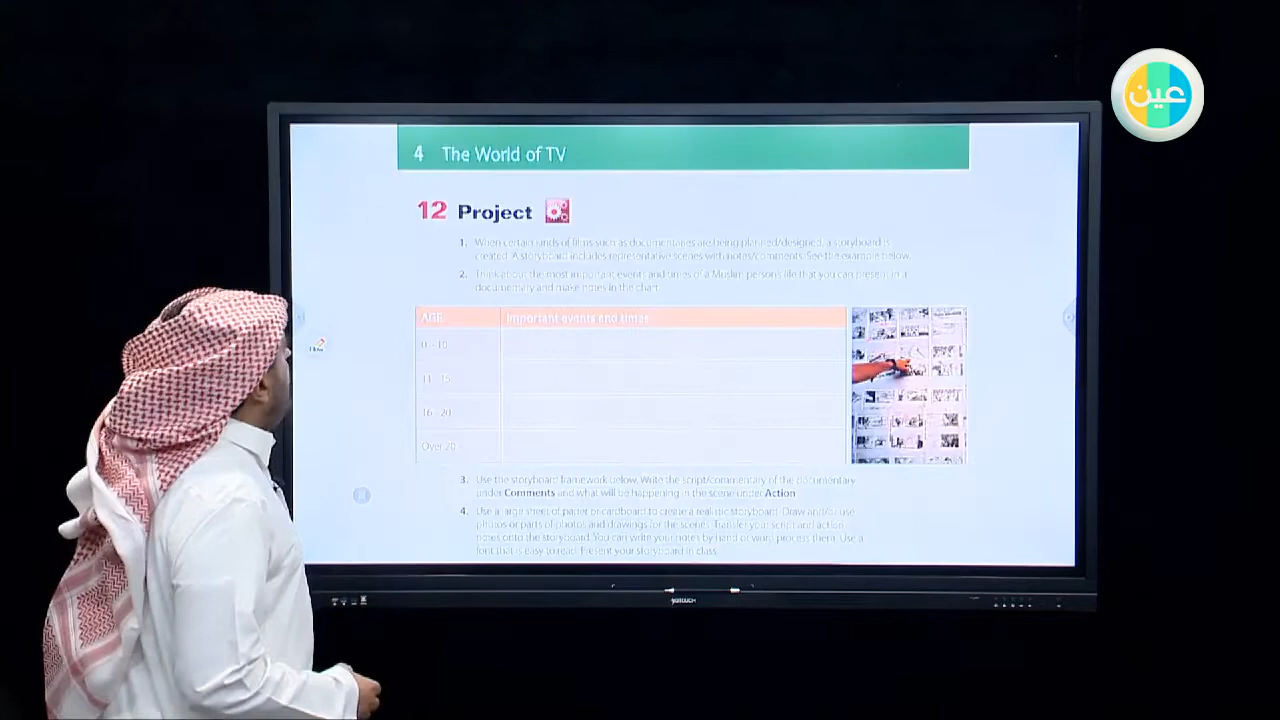 عين
4 The World of TV
12 Project
1. When certain kinds of films such as documentaries are being planned/designed, a storyboard is
created. A storyboard includes representative scenes with notes/comments. See the example below.
2. Think about the most important events and times of a Muslim person's life that you can present in a
documentary and make notes in the chart.
AGE Important events and times
0 - 10
11 - 15
16 - 20
Over 20
3. Use the storyboard framework below. Write the script/commentary of the documentary
under Comments and what will be happening in the scene under Action
4. Use a large sheet of paper or cardboard to create a realistic storyboard. Draw and/or use
photos or parts of photos and drawings for the scenes. Transfer your script and action
notes onto the storyboard. You can write your notes by hand or word process them. Use a
font that is easy to read. Present your storyboard in class.